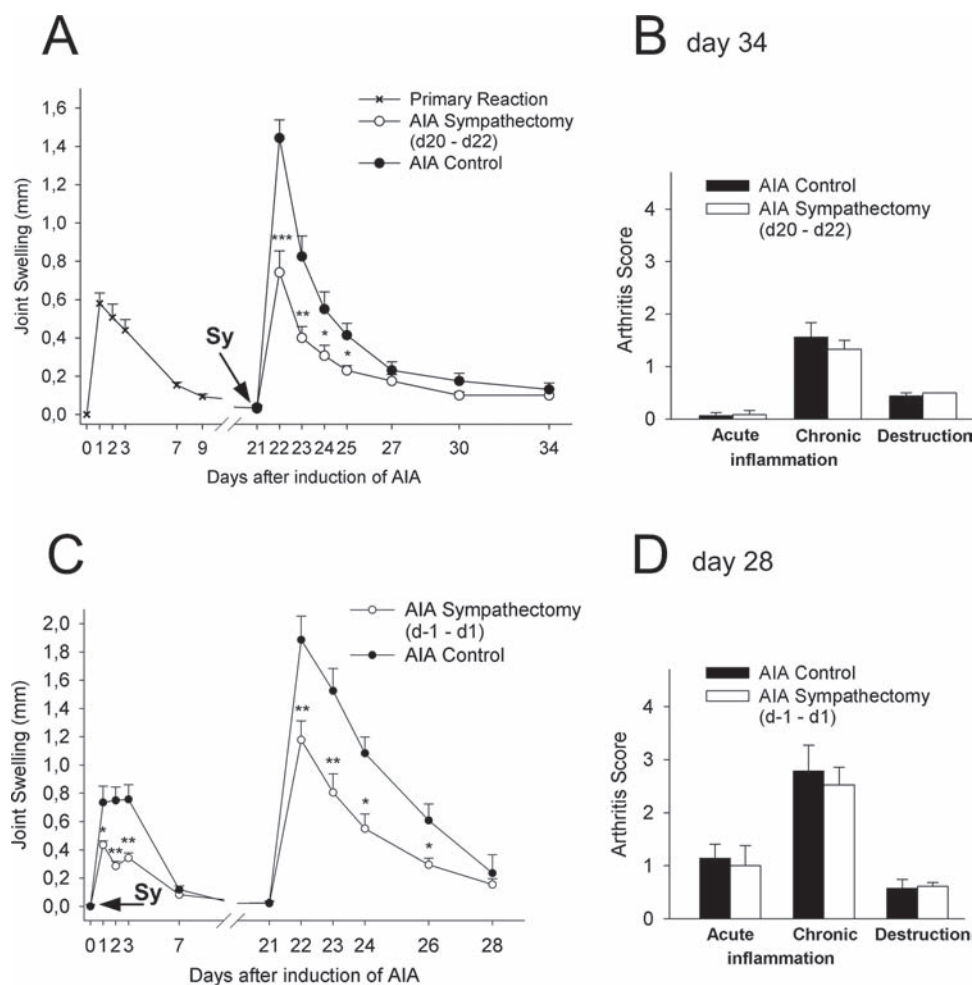 A
Primary Reaction
AIA Sympathectomy
(d20 - d22)
AIA Control
Joint Swelling (mm)
1,6
1,4
1,2
1,0
0,8
0,6
0,4
0,2
0,0
***
**
*
*
Sy
0 1 2 3 7 9 21 22 23 24 25 27 30 34
Days after induction of AIA
B day 34
AIA Control
AIA Sympathectomy
(d20 - d22)
Arthritis Score
4
3
2
1
0
Acute Chronic Destruction
inflammation
C
AIA Sympathectomy
(d-1 - d1)
AIA Control
Joint Swelling (mm)
2,0
1,8
1,6
1,4
1,2
1,0
0,8
0,6
0,4
0,2
0,0
*
**
**
**
**
*
*
Sy
0 1 2 3 7 21 22 23 24 26 28
Days after induction of AIA
D day 28
AIA Control
AIA Sympathectomy
(d-1 - d1)
Arthritis Score
4
3
2
1
0
Acute Chronic Destruction
inflammation